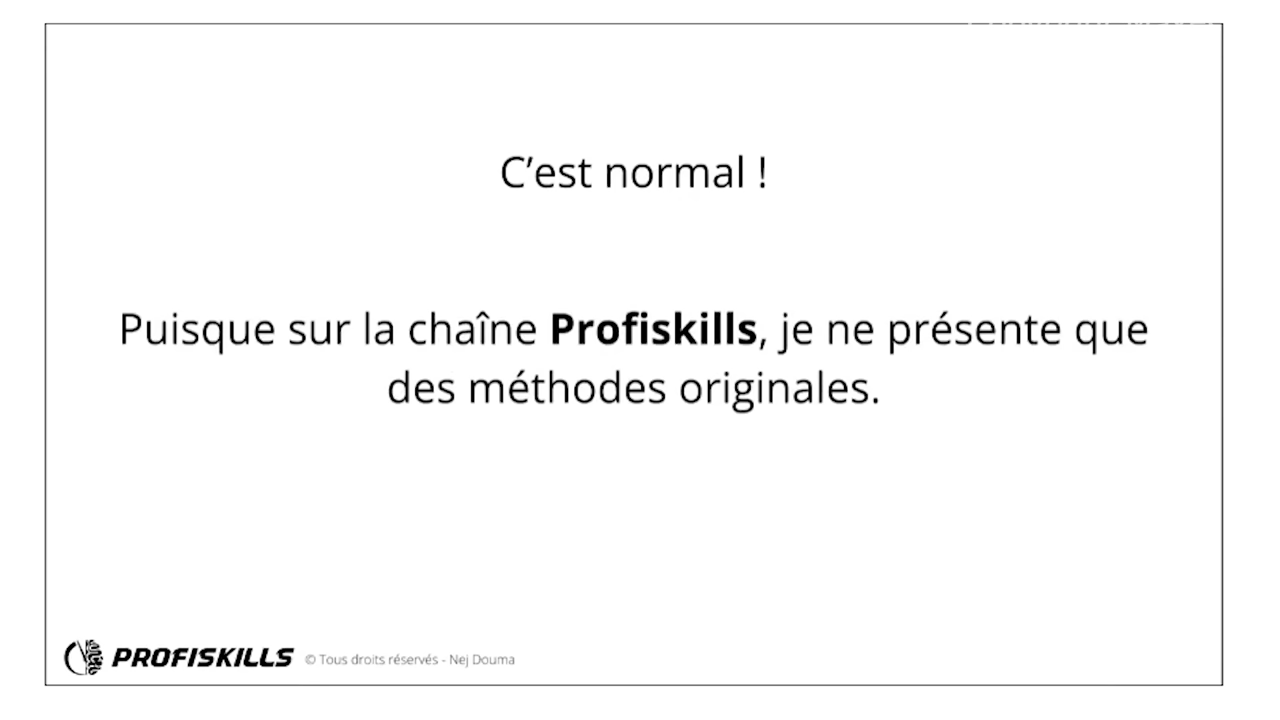 C’est normal !
Puisque sur la chaîne Profiskills, je ne présente que
des méthodes originales.
PROFISKILLS © Tous droits réservés - Nej Douma